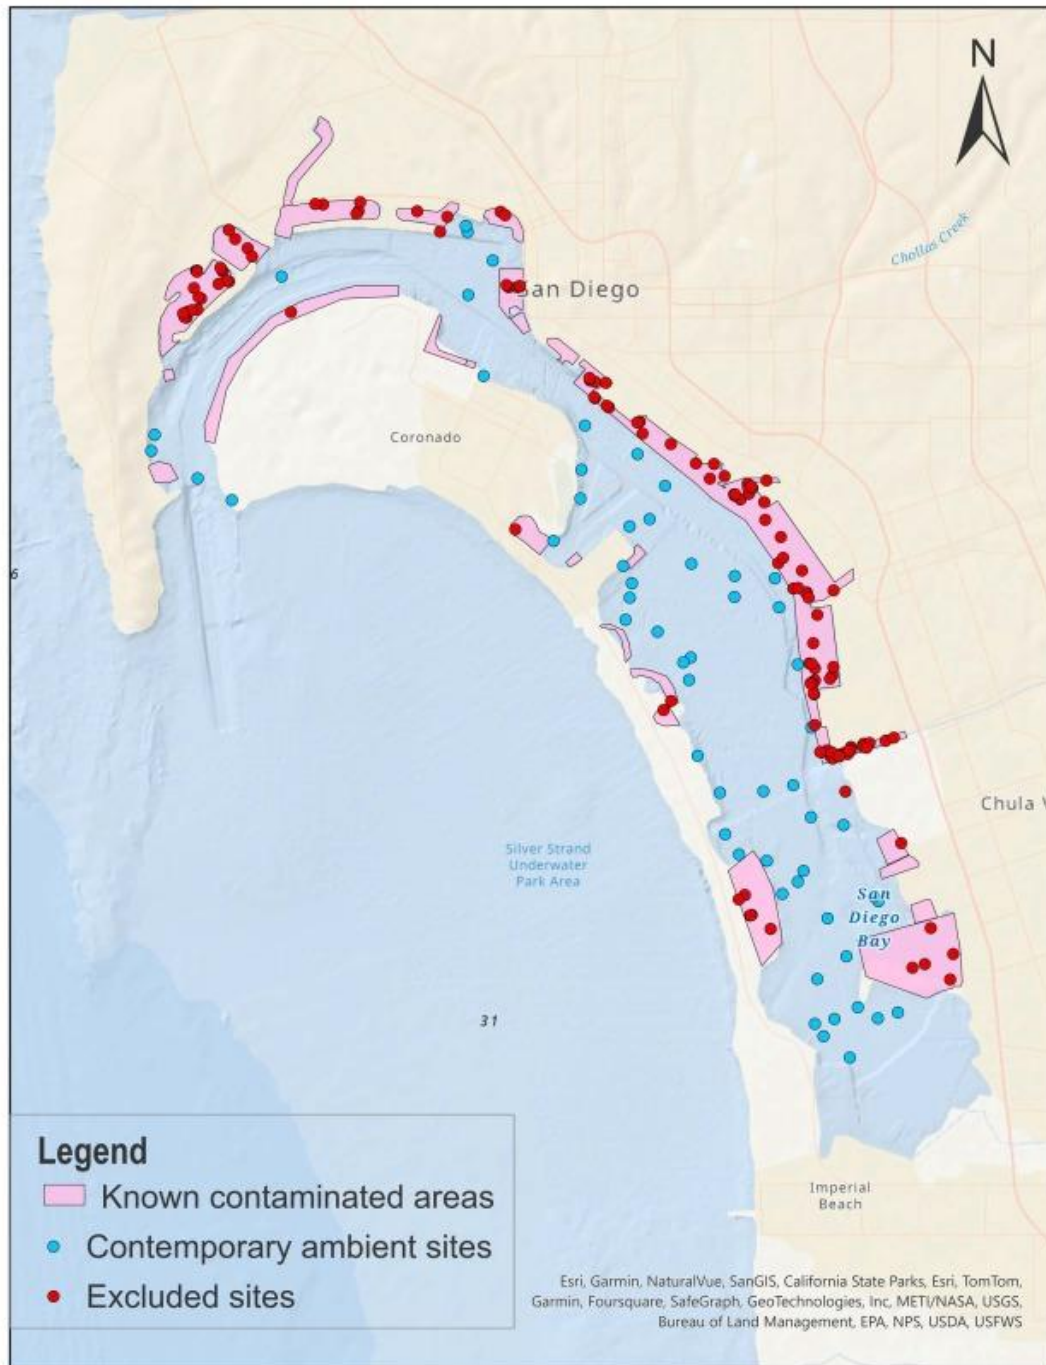 N
Chollas Creek
San Diego
Coronado
6
Chula V
Silver Strand
Underwater
Park Area
San
Diego
Bay
31
Legend
Known contaminated areas
Contemporary ambient sites
Excluded sites
Imperial
Beach
Esri, Garmin, NaturalVue, SanGIS, California State Parks, Esri, TomTom,
Garmin, Foursquare, SafeGraph, GeoTechnologies, Inc, METI/NASA, USGS,
Bureau of Land Management, EPA, NPS, USDA, USFWS